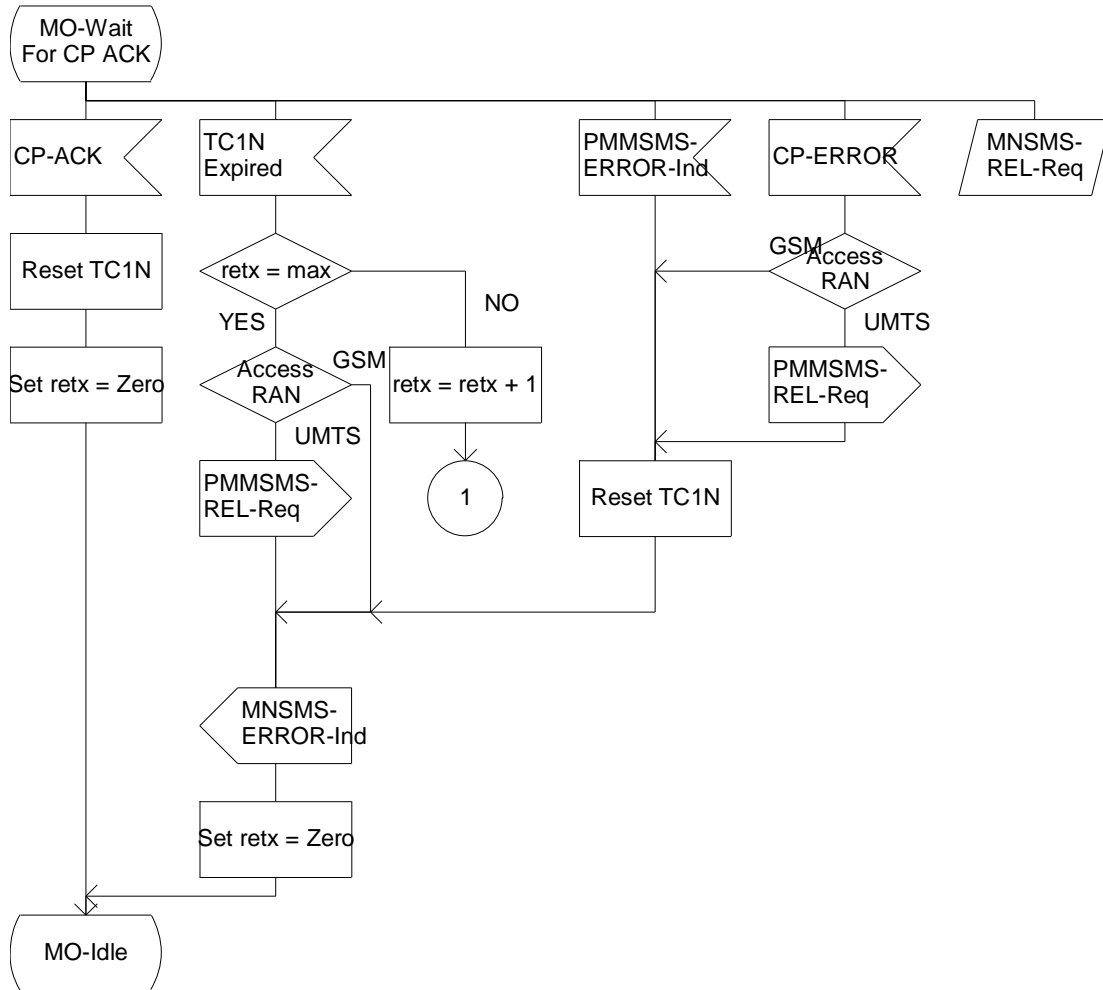 MO-Wait
For CP ACK
CP-ACK
TC1N
Expired
PMMSMS-
ERROR-Ind
CP-ERROR
MNSMS-
REL-Req
Reset TC1N
retx = max
GSM
Access
RAN
NO
YES
UMTS
Set retx = Zero
Access
RAN
GSM
retx = retx + 1
PMMSMS-
REL-Req
UMTS
PMMSMS-
REL-Req
1
Reset TC1N
MNSMS-
ERROR-Ind
Set retx = Zero
MO-Idle